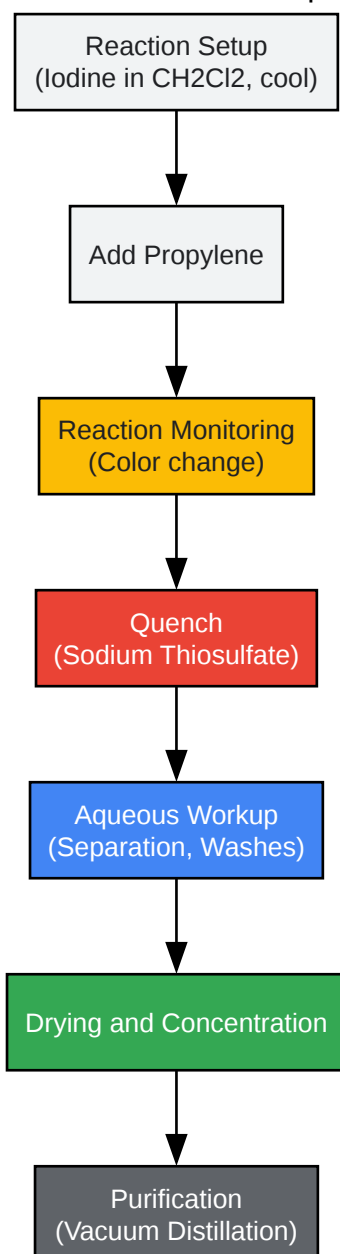 Reaction Setup
(Iodine in CH2Cl2, cool)
Add Propylene
Reaction Monitoring
(Color change)
Quench
(Sodium Thiosulfate)
Aqueous Workup
(Separation, Washes)
Drying and Concentration
Purification
(Vacuum Distillation)